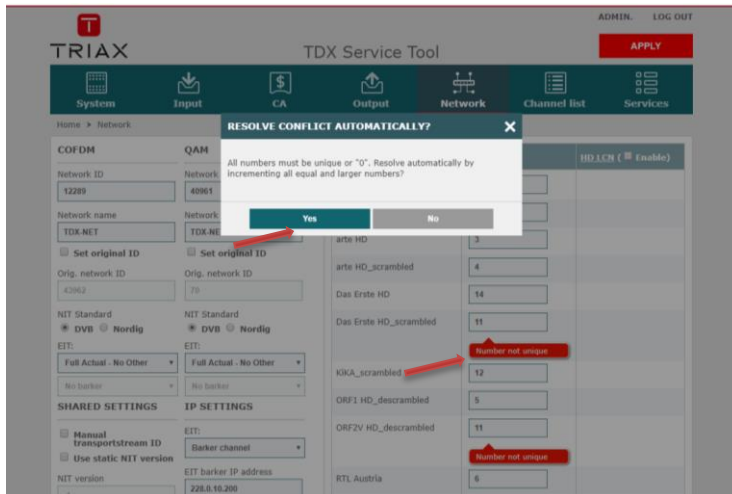 ADMIN. LOG OUT
TRIAX
TDX Service Tool
APPLY
System Input CA Output Network Channel list Services
Home > Network
RESOLVE CONFLICT AUTOMATICALLY? X
All numbers must be unique or "0". Resolve automatically by
incrementing all equal and larger numbers?
Yes No
COFDM
Network ID
12289
Network name
TDX-NET
Set original ID
Orig. network ID
43962
NIT Standard
DVB Nordig
EIT:
Full Actual - No Other
No barker
SHARED SETTINGS
Manual
transportstream ID
Use static NIT version
NIT version
QAM
Network
40961
Network
TDX-NE
Set original ID
Orig. network ID
70
NIT Standard
DVB Nordig
EIT:
Full Actual - No Other
No barker
IP SETTINGS
EIT:
Barker channel
EIT barker IP address
228.0.10.200
HD LCN ( Enable)
arte HD 3
arte HD_scrambled 4
Das Erste HD 14
Das Erste HD_scrambled 11
Number not unique
KiKA_scrambled 12
ORF1 HD_descrambled 5
ORF2V HD_descrambled 11
Number not unique
RTL Austria 6